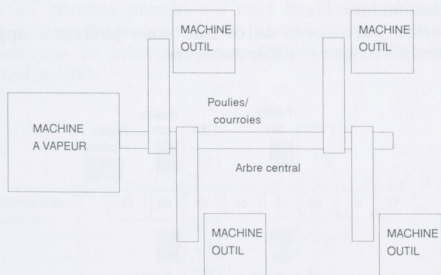 MACHINE
OUTIL
MACHINE
OUTIL
Poulies/
courroies
MACHINE
A VAPEUR
Arbre central
MACHINE
OUTIL
MACHINE
OUTIL